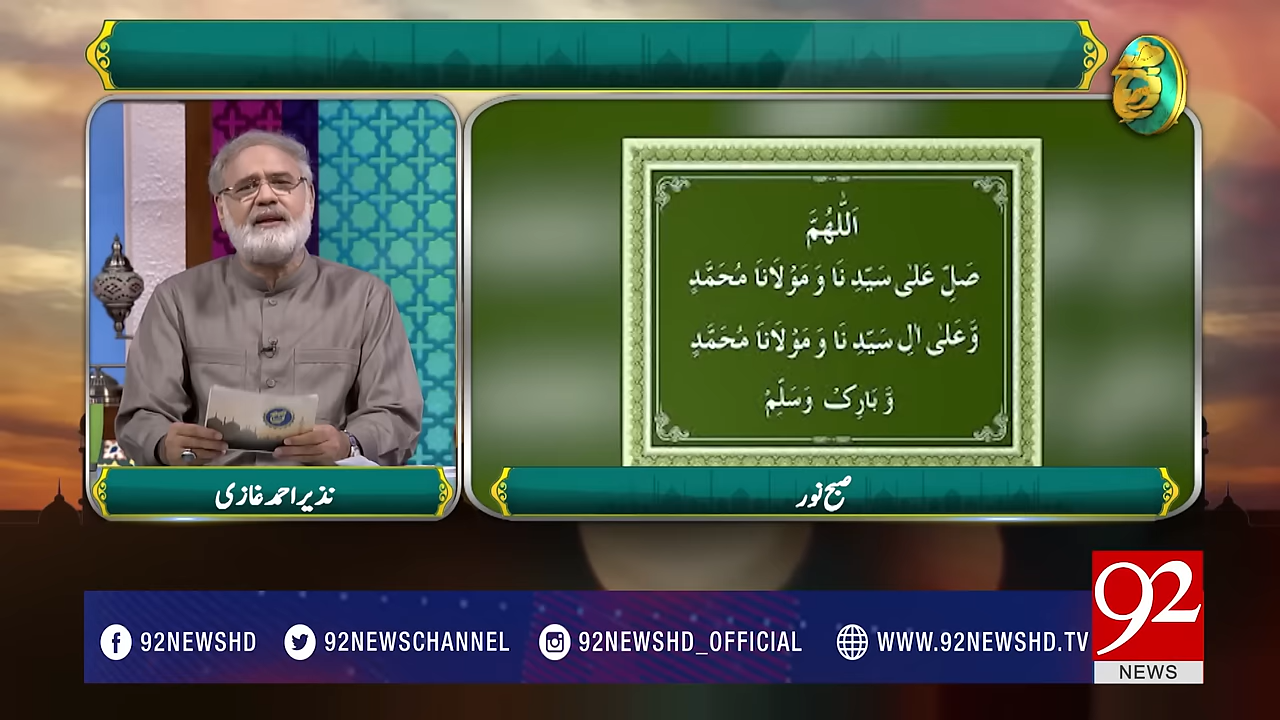 اَللّٰهُمَّ
صَلِّ عَلٰى سَيِّدِ نَا وَ مَوْلَانَا مُحَمَّدٍ
وَّعَلٰى اٰلِ سَيِّدِ نَا وَ مَوْلَانَا مُحَمَّدٍ
وَّ بَارِكْ وَسَلِّمْ
نذیر احمد غازی
صبح نور
92NEWSHD
92NEWSCHANNEL
92NEWSHD_OFFICIAL
WWW.92NEWSHD.TV
92
NEWS